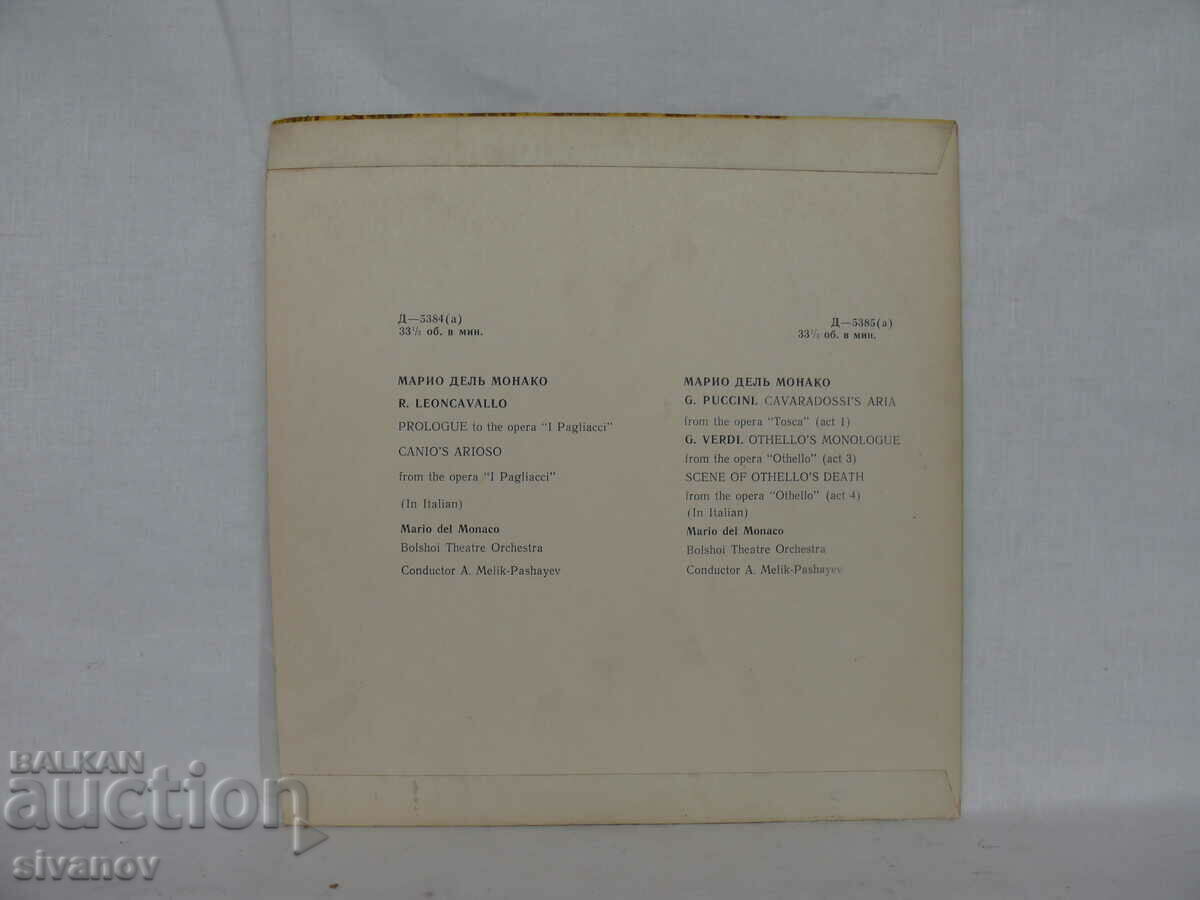 Д—5384(а)
33⅓ об. в мин.
МАРИО ДЕЛЬ МОНАКО
R. LEONCAVALLO
PROLOGUE to the opera "I Pagliacci"
CANIO'S ARIOSO
from the opera "I Pagliacci"
(In Italian)
Mario del Monaco
Bolshoi Theatre Orchestra
Conductor A. Melik-Pashayev
Д—5385(а)
33⅓ об. в мин.
МАРИО ДЕЛЬ МОНАКО
G. PUCCINI. CAVARADOSSI'S ARIA
from the opera "Tosca" (act 1)
G. VERDI. OTHELLO'S MONOLOGUE
from the opera "Othello" (act 3)
SCENE OF OTHELLO'S DEATH
from the opera "Othello" (act 4)
(In Italian)
Mario del Monaco
Bolshoi Theatre Orchestra
Conductor A. Melik-Pashayev
BALKAN
auction
sivanov